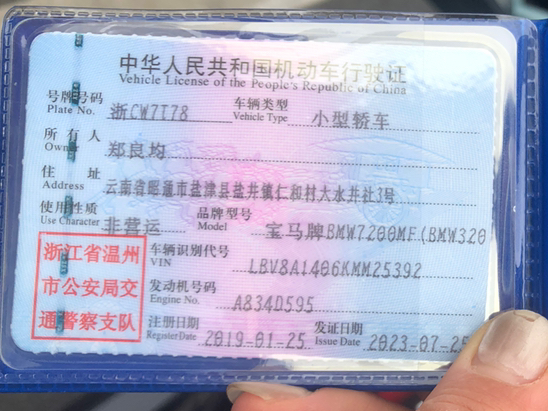 中华人民共和国机动车行驶证
Vehicle License of the People's Republic of China
号牌号码 浙CW7T78 车辆类型 小型轿车
Plate No. Vehicle Type
所有人 郑良均
Owner
住址 云南省昭通市盐津县盐井镇仁和村大水井社3号
Address
使用性质 非营运 品牌型号 宝马牌BMW7200MF(BMW320
Use Character Model
浙江省温州
市公安局交
通警察支队
车辆识别代号 LBV8A1406KMM25392
VIN
发动机号码 A834D595
Engine No.
注册日期 2019-01-25 发证日期 2023-07-25
Register Date Issue Date